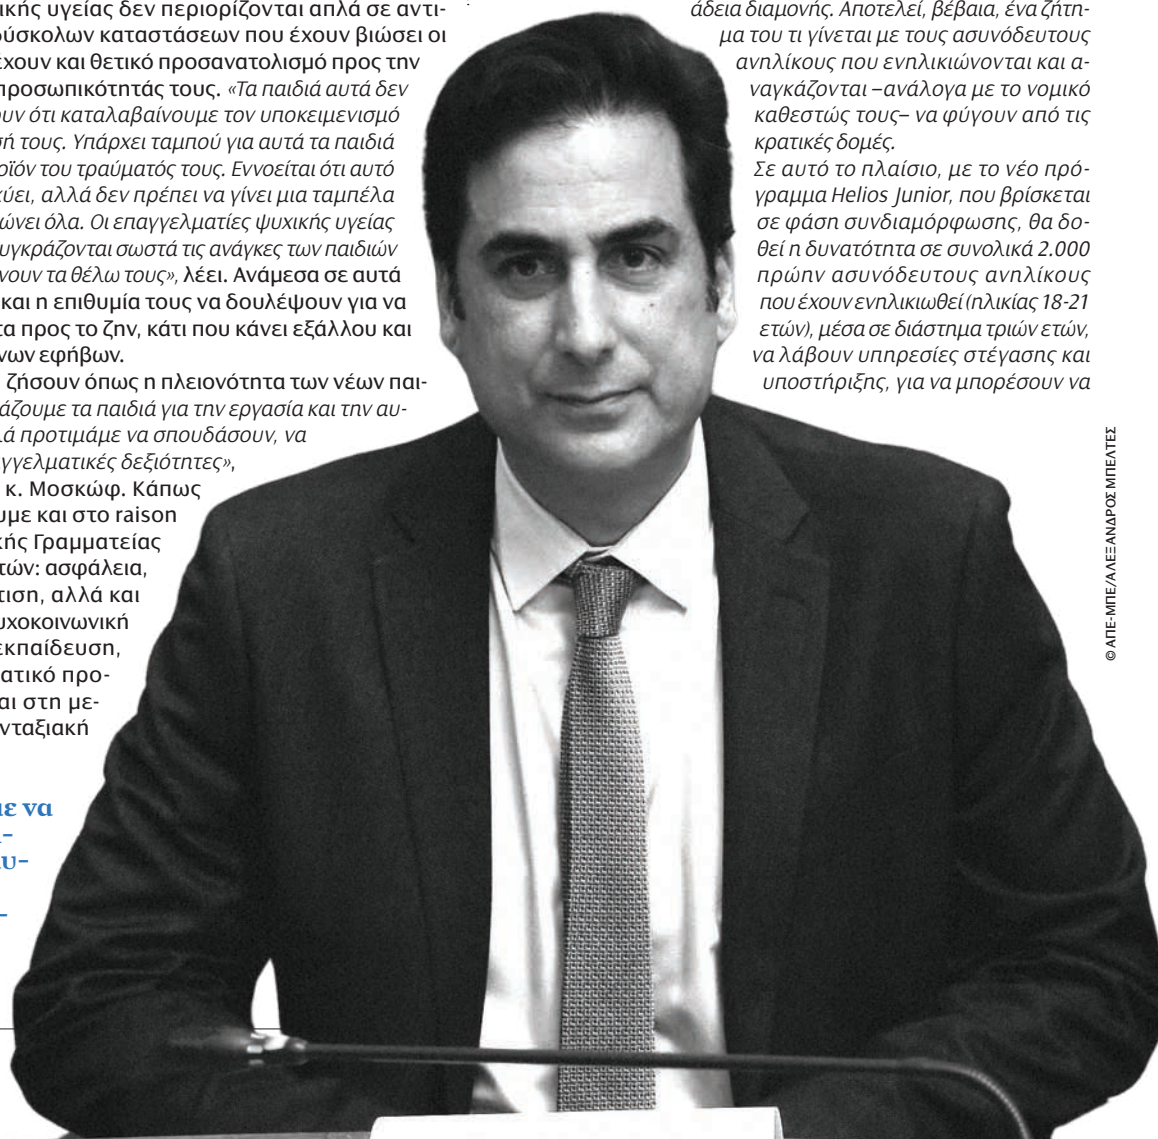 ικής υγείας δεν περιορίζονται απλά σε αντι-
ύσκολων καταστάσεων που έχουν βιώσει οι
έχουν και θετικό προσανατολισμό προς την
προσωπικότητάς τους. «Τα παιδιά αυτά δεν
ουν ότι καταλαβαίνουμε τον υποκειμενισμό
ή τους. Υπάρχει ταμπού για αυτά τα παιδιά
οϊόν του τραύματός τους. Εννοείται ότι αυτό
χύει, αλλά δεν πρέπει να γίνει μια ταμπέλα
ώνει όλα. Οι επαγγελματίες ψυχικής υγείας
υγκράζονται σωστά τις ανάγκες των παιδιών
νουν τα θέλω τους», λέει. Ανάμεσα σε αυτά
και η επιθυμία τους να δουλέψουν για να
τα προς το ζην, κάτι που κάνει εξάλλου και
νων εφήβων.
ζήσουν όπως η πλειονότητα των νέων παι-
άζουμε τα παιδιά για την εργασία και την αυ-
λά προτιμάμε να σπουδάσουν, να
γγελματικές δεξιότητες»,
κ. Μοσκώφ. Κάπως
υμε και στο raison
κής Γραμματείας
τών: ασφάλεια,
τιση, αλλά και
υχοκοινωνική
εκπαίδευση,
ατικό προ-
αι στη με-
νταξιακή
ιε να
υ-
άδεια διαμονής. Αποτελεί, βέβαια, ένα ζήτη-
μα του τι γίνεται με τους ασυνόδευτους
ανηλίκους που ενηλικιώνονται και α-
ναγκάζονται –ανάλογα με το νομικό
καθεστώς τους– να φύγουν από τις
κρατικές δομές.
Σε αυτό το πλαίσιο, με το νέο πρό-
γραμμα Helios Junior, που βρίσκεται
σε φάση συνδιαμόρφωσης, θα δο-
θεί η δυνατότητα σε συνολικά 2.000
πρώην ασυνόδευτους ανηλίκους
που έχουν ενηλικιωθεί (ηλικίας 18-21
ετών), μέσα σε διάστημα τριών ετών,
να λάβουν υπηρεσίες στέγασης και
υποστήριξης, για να μπορέσουν να
© ΑΠΕ-ΜΠΕ/ΑΛΕΞΑΝΔΡΟΣ ΜΠΕΛΤΕΣ